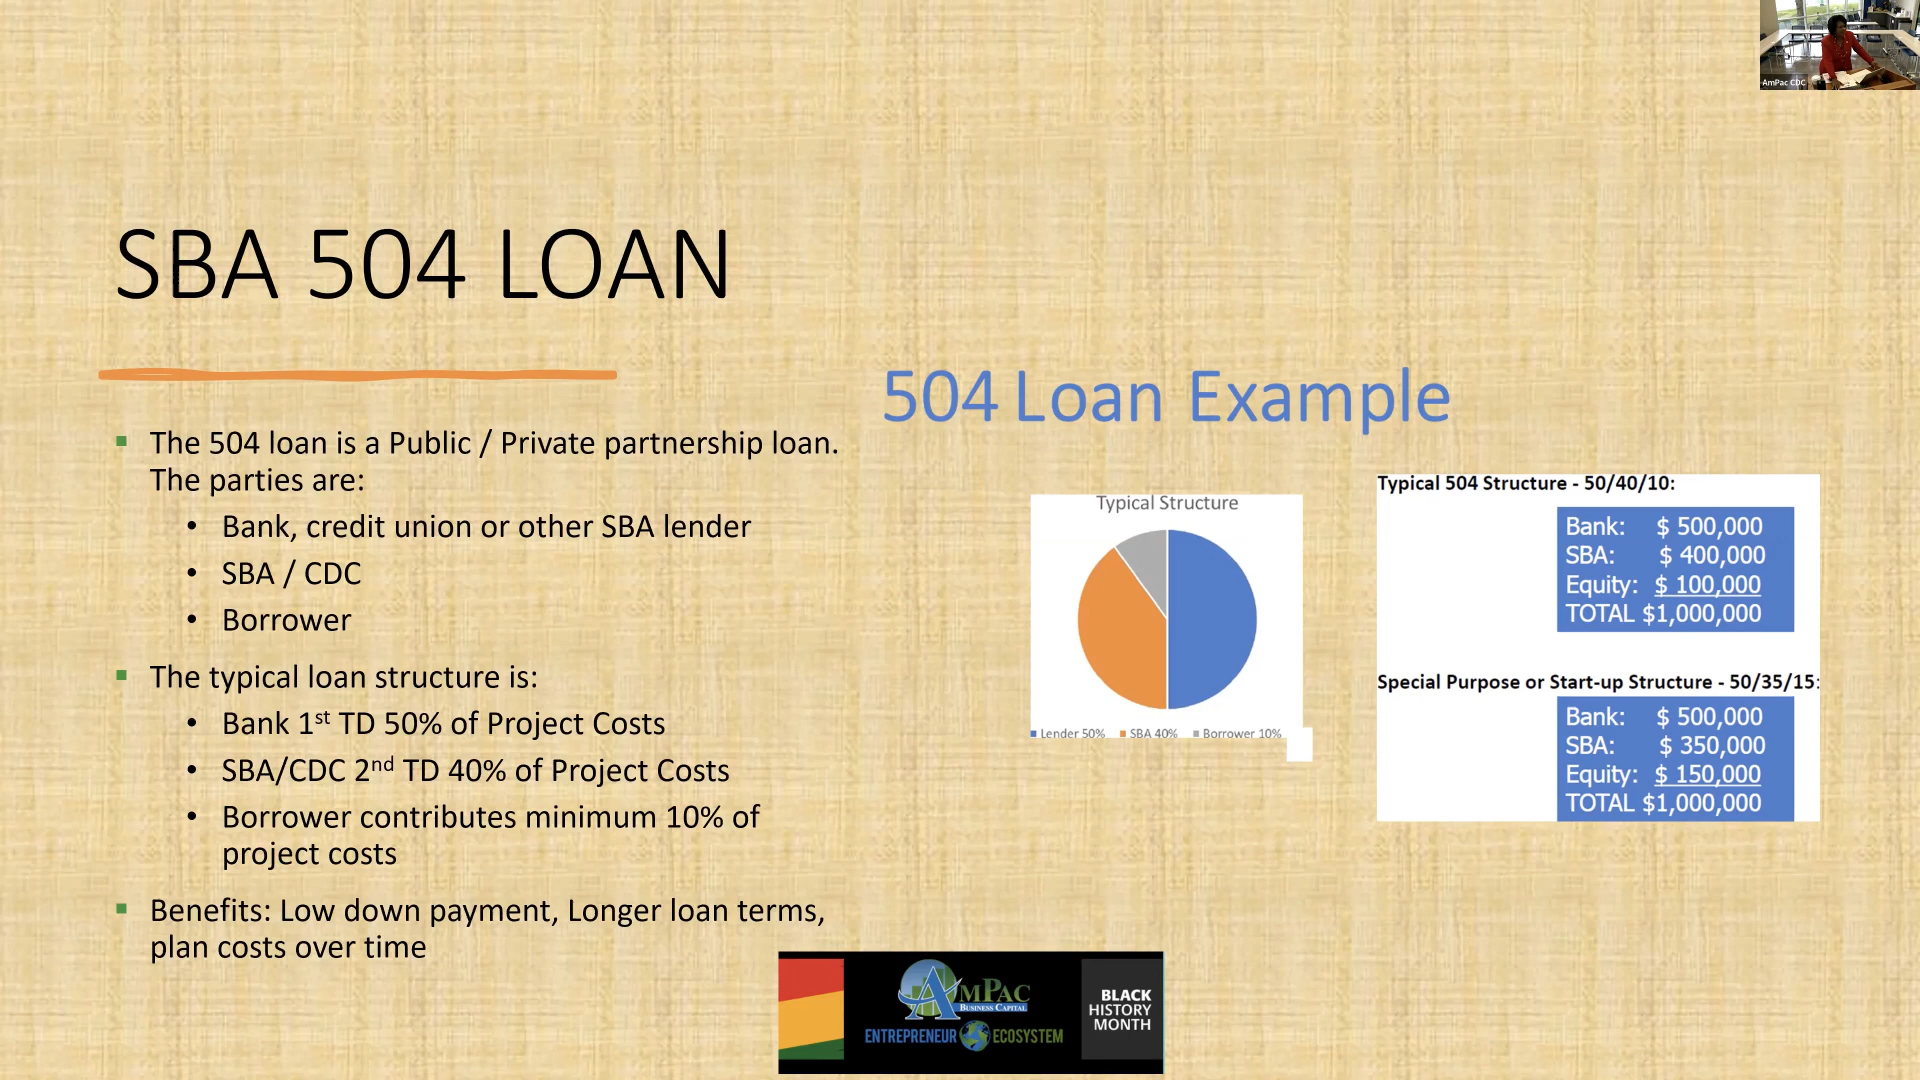 AmPac CDC
SBA 504 LOAN
▪ The 504 loan is a Public / Private partnership loan.
The parties are:
• Bank, credit union or other SBA lender
• SBA / CDC
• Borrower
▪ The typical loan structure is:
• Bank 1st TD 50% of Project Costs
• SBA/CDC 2nd TD 40% of Project Costs
• Borrower contributes minimum 10% of
project costs
▪ Benefits: Low down payment, Longer loan terms,
plan costs over time
504 Loan Example
Typical Structure
Lender 50% SBA 40% Borrower 10%
Typical 504 Structure - 50/40/10:
Bank: $ 500,000
SBA: $ 400,000
Equity: $ 100,000
TOTAL $1,000,000
Special Purpose or Start-up Structure - 50/35/15:
Bank: $ 500,000
SBA: $ 350,000
Equity: $ 150,000
TOTAL $1,000,000
AMPAC
BUSINESS CAPITAL
ENTREPRENEUR ECOSYSTEM
BLACK
HISTORY
MONTH